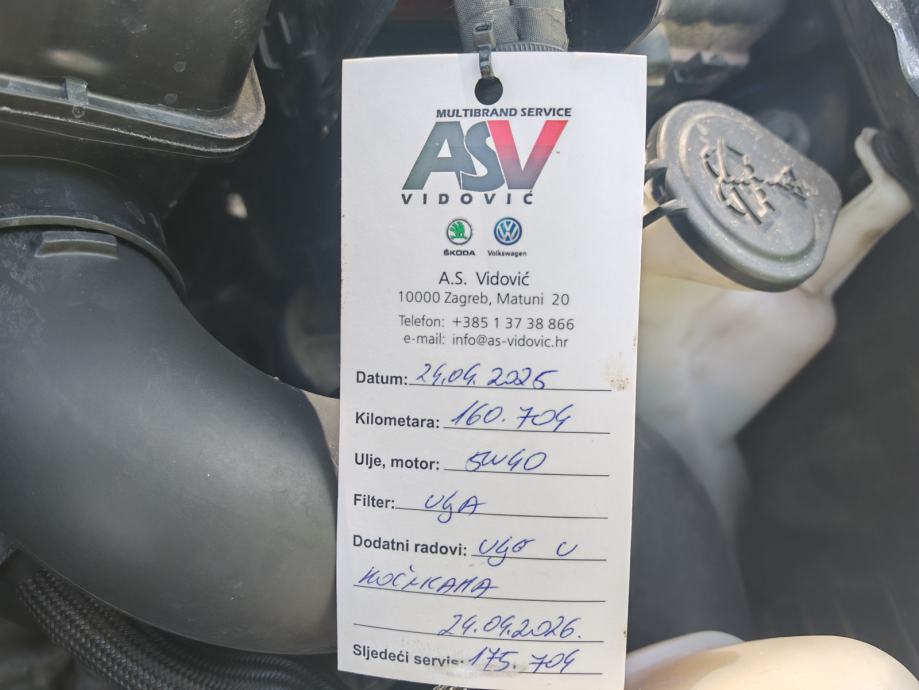 MULTIBRAND SERVICE
ASV
VIDOVIĆ
ŠKODA Volkswagen
A.S. Vidović
10000 Zagreb, Matuni 20
Telefon: +385 1 37 38 866
e-mail: info@as-vidovic.hr
Datum: 24.04.2025
Kilometara: 160.704
Ulje, motor: 5W40
Filter: ULJA
Dodatni radovi: ULJE U
KOČNICAMA
24.04.2026.
Sljedeći servis: 175.704